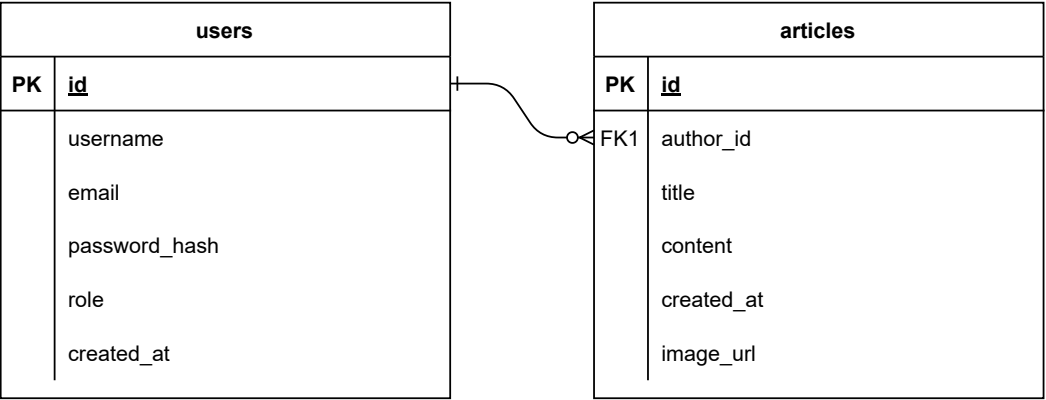 users
PK id
username
email
password_hash
role
created_at
articles
PK id
FK1 author_id
title
content
created_at
image_url